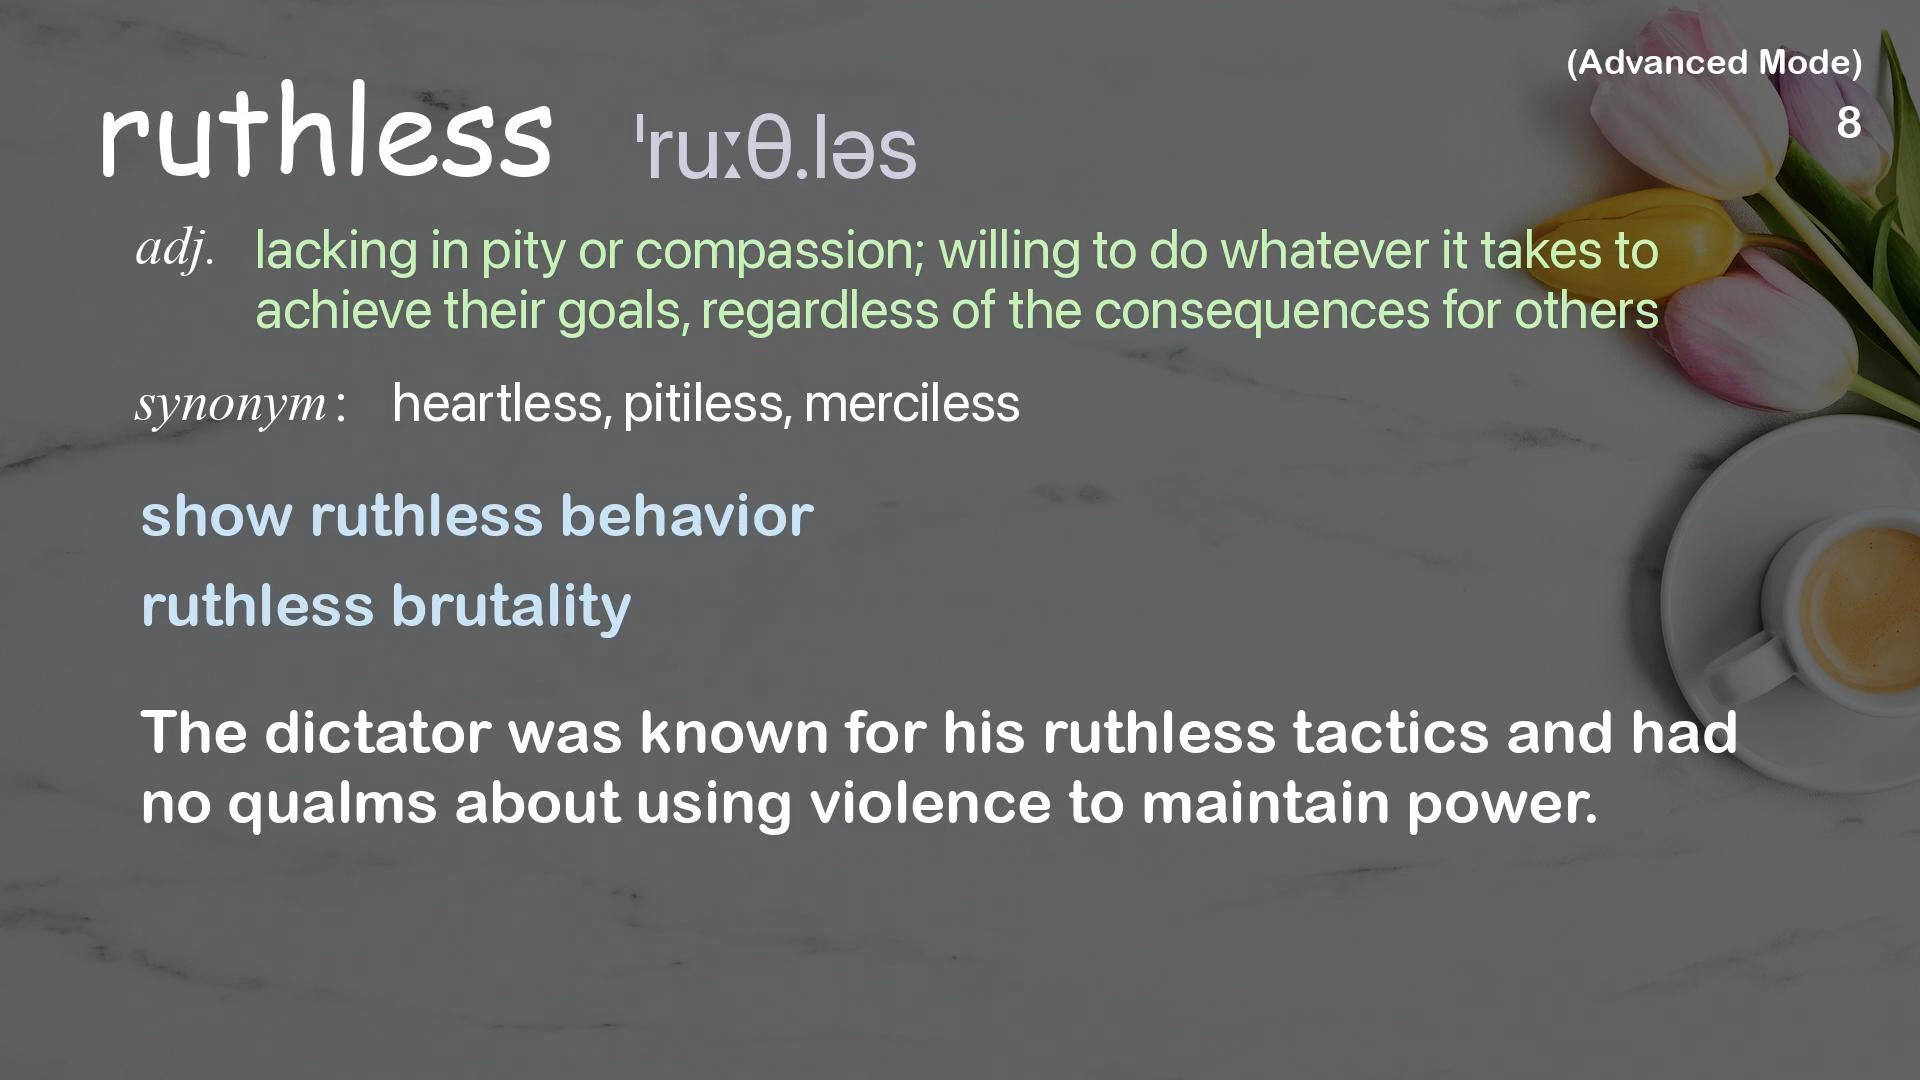 (Advanced Mode)
8
ruthless ˈruːθ.ləs
adj. lacking in pity or compassion; willing to do whatever it takes to
achieve their goals, regardless of the consequences for others
synonym : heartless, pitiless, merciless
show ruthless behavior
ruthless brutality
The dictator was known for his ruthless tactics and had
no qualms about using violence to maintain power.